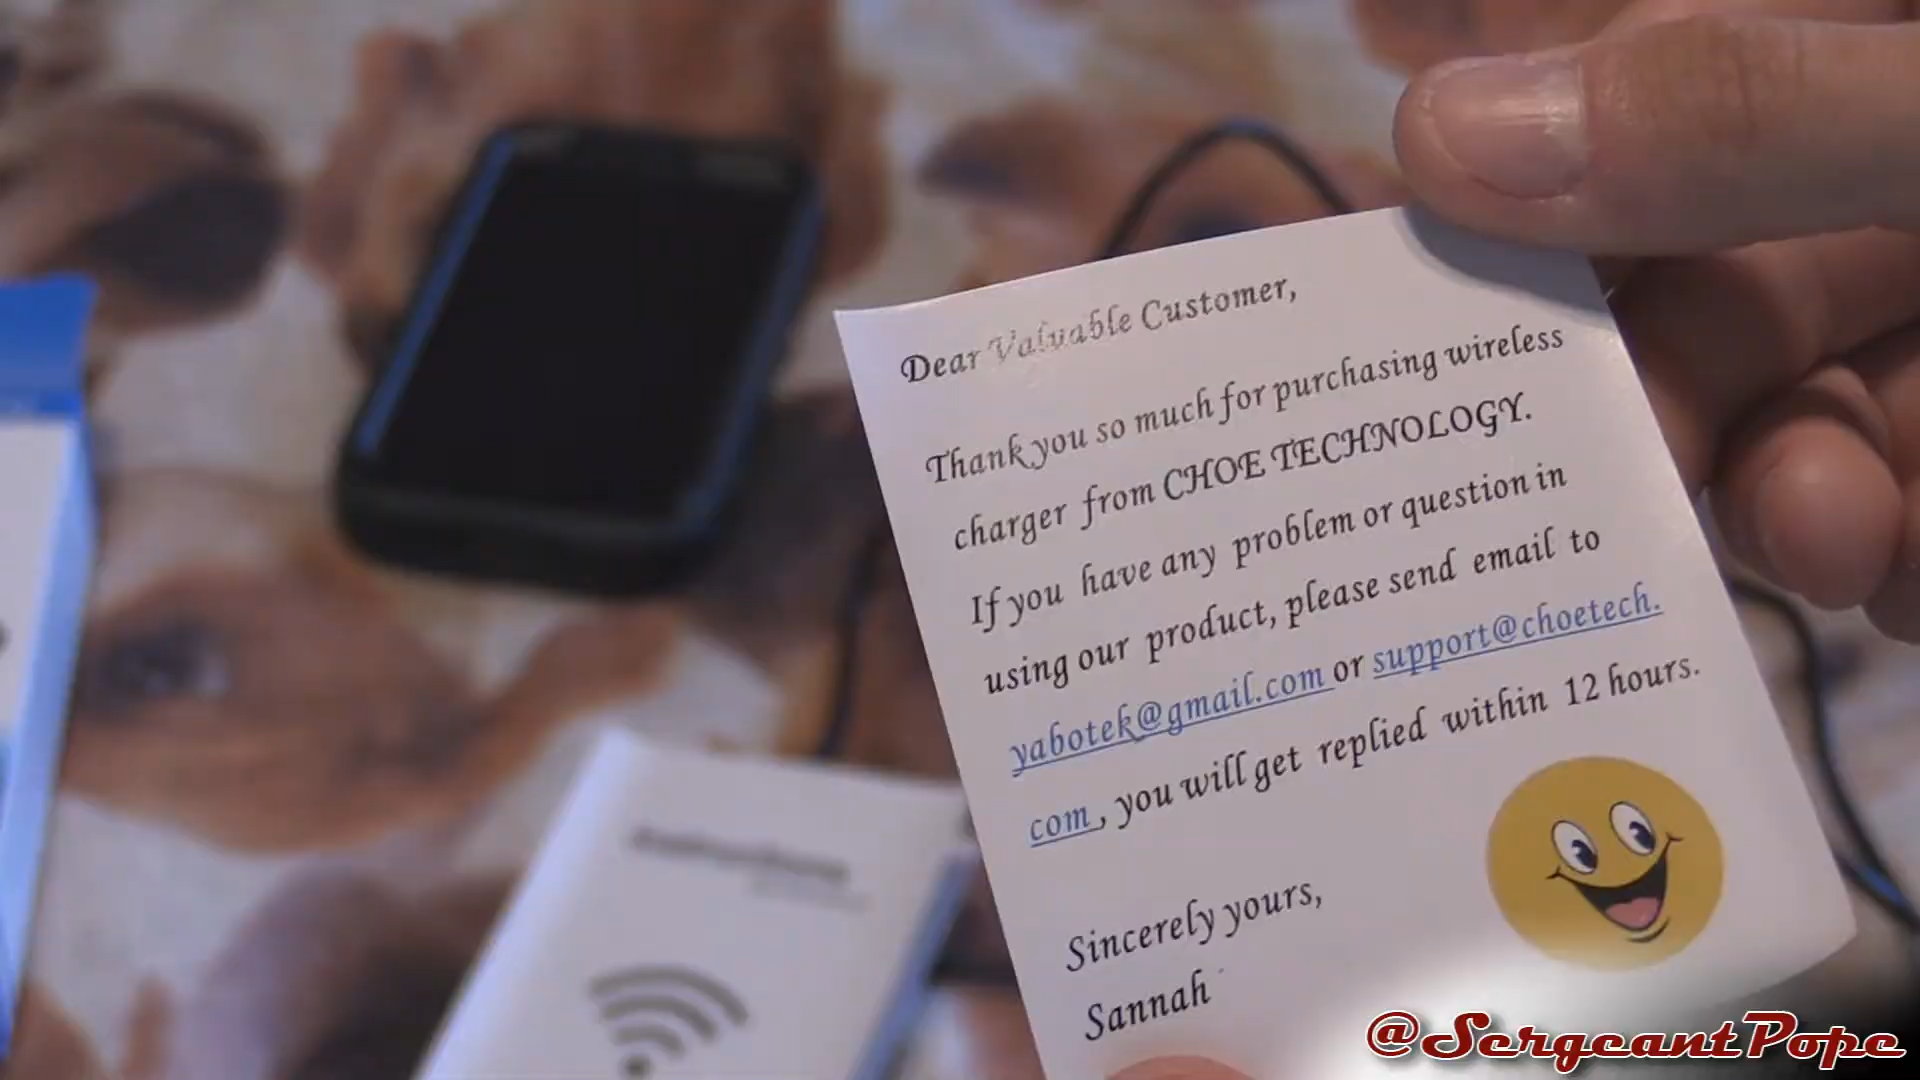 Dear Valuable Customer,
Thank you so much for purchasing wireless
charger from CHOE TECHNOLOGY.
If you have any problem or question in
using our product, please send email to
yabotek@gmail.com or support@choetech.
com , you will get replied within 12 hours.
Sincerely yours,
Sannah
@SergeantPope